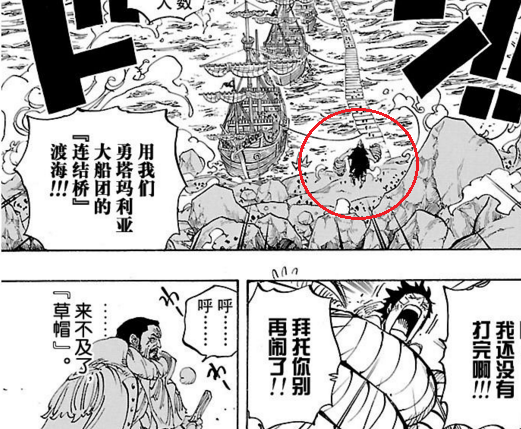 人数
用我们
勇塔玛利亚
大船团的
『连结桥』
渡海!!!
我还没有
打完啊!!!
拜托你别
再闹了!!
呼……
呼……
来不及了
『草帽』。